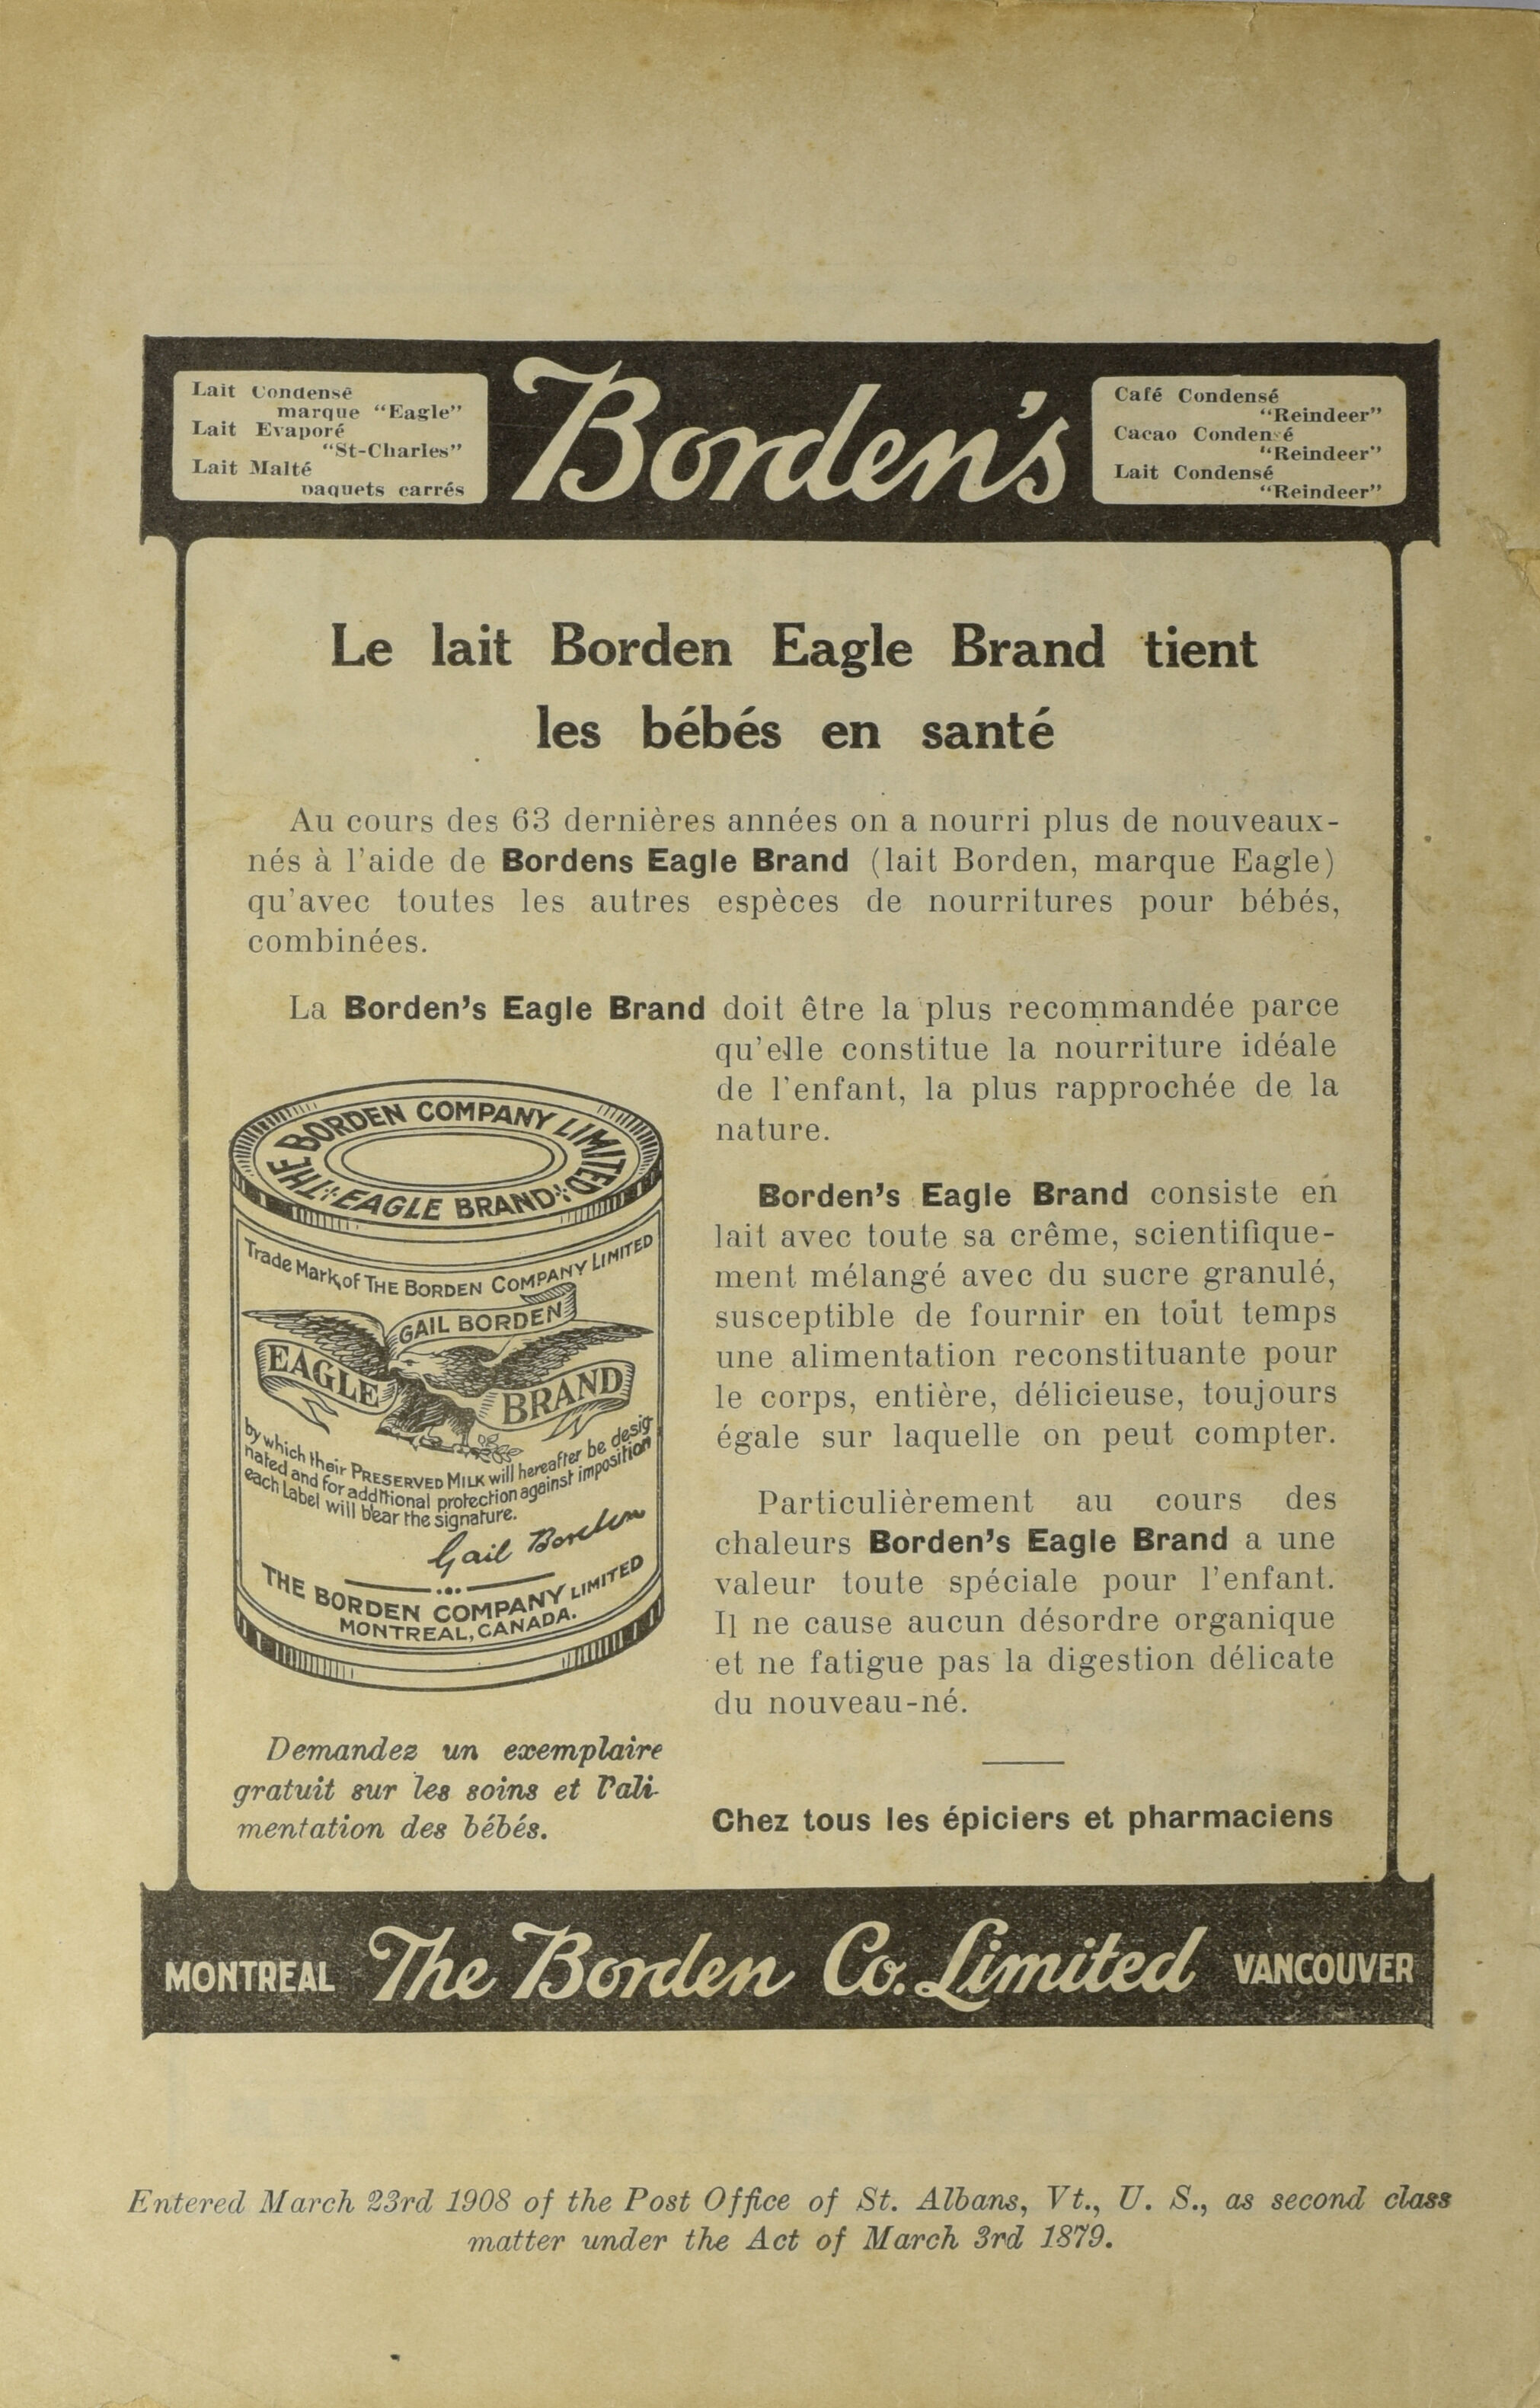 Lait Condensé
marque “Eagle”
Lait Evaporé
“St-Charles”
Lait Malté
paquets carrés
Borden's
Café Condensé
“Reindeer”
Cacao Condensé
“Reindeer”
Lait Condensé
“Reindeer”
Le lait Borden Eagle Brand tient
les bébés en santé
Au cours des 63 dernières années on a nourri plus de nouveaux-
nés à l'aide de Bordens Eagle Brand (lait Borden, marque Eagle)
qu'avec toutes les autres espèces de nourritures pour bébés,
combinées.
La Borden's Eagle Brand doit être la plus recommandée parce
qu'elle constitue la nourriture idéale
de l'enfant, la plus rapprochée de la
nature.
Borden's Eagle Brand consiste en
lait avec toute sa crême, scientifique-
ment mélangé avec du sucre granulé,
susceptible de fournir en tout temps
une alimentation reconstituante pour
le corps, entière, délicieuse, toujours
égale sur laquelle on peut compter.
Particulièrement au cours des
chaleurs Borden's Eagle Brand a une
valeur toute spéciale pour l'enfant.
Il ne cause aucun désordre organique
et ne fatigue pas la digestion délicate
du nouveau-né.
Chez tous les épiciers et pharmaciens
THE BORDEN COMPANY LIMITED
EAGLE BRAND
Trade Mark of THE BORDEN COMPANY LIMITED
GAIL BORDEN
EAGLE BRAND
by which their PRESERVED MILK will hereafter be desig
nated and for additional protection against imposition
each Label will bear the signature.
Gail Borden
THE BORDEN COMPANY LIMITED
MONTREAL, CANADA.
Demandez un exemplaire
gratuit sur les soins et l'ali-
mentation des bébés.
MONTREAL The Borden Co. Limited VANCOUVER
Entered March 23rd 1908 of the Post Office of St. Albans, Vt., U. S., as second class
matter under the Act of March 3rd 1879.